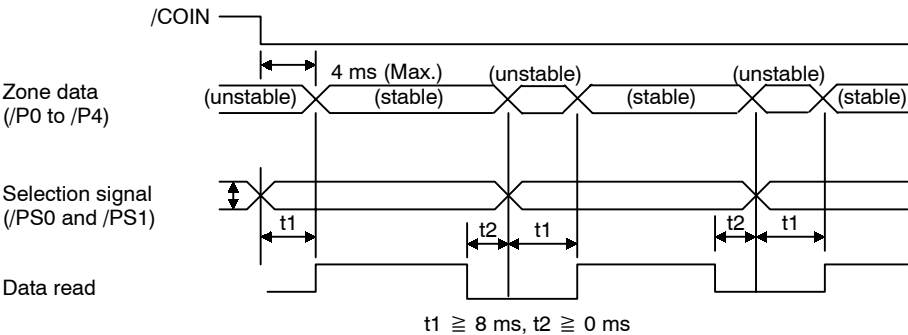 /COIN
4 ms (Max.)
(unstable)
(unstable)
Zone data
(/P0 to /P4)
(unstable)
(stable)
(stable)
(stable)
Selection signal
(/PS0 and /PS1)
t1
t2
t1
t2
t1
Data read
t1 ≧ 8 ms, t2 ≧ 0 ms